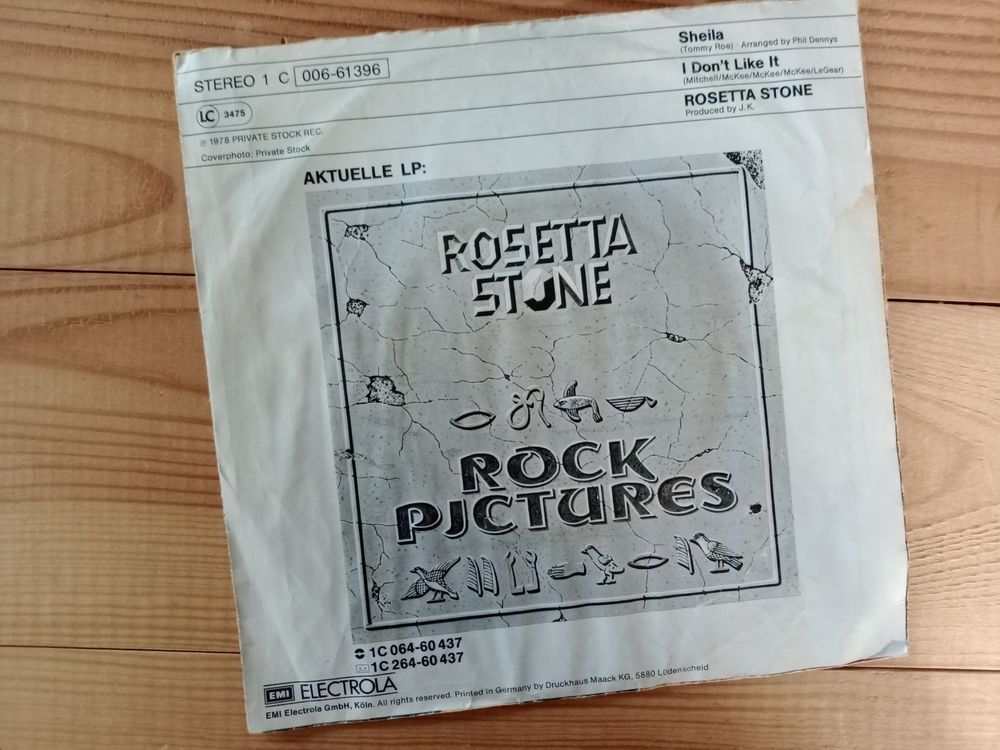 STEREO 1 C 006-61396
LC 3475
℗ 1978 PRIVATE STOCK REC.
Coverphoto: Private Stock
Sheila
(Tommy Roe) · Arranged by Phil Dennys
I Don't Like It
(Mitchell/McKee/McKee/McKee/LeGear)
ROSETTA STONE
Produced by J. K.
AKTUELLE LP:
ROSETTA
STONE
ROCK
PICTURES
1C 064-60 437
1C 264-60 437
EMI ELECTROLA
EMI Electrola GmbH, Köln. All rights reserved. Printed in Germany by Druckhaus Maack KG, 5880 Lüdenscheid